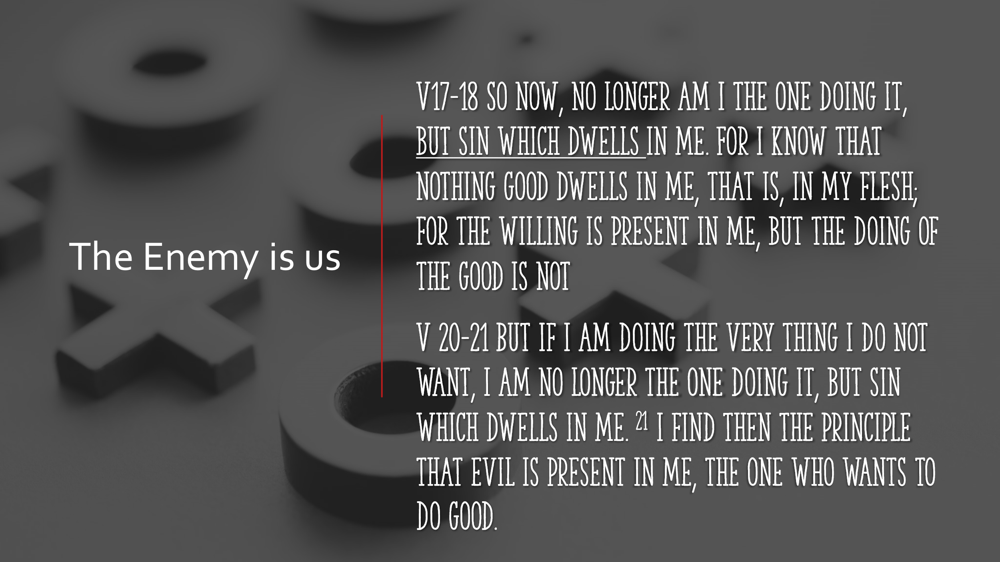 The Enemy is us
V17-18 SO NOW, NO LONGER AM I THE ONE DOING IT,
BUT SIN WHICH DWELLS IN ME. FOR I KNOW THAT
NOTHING GOOD DWELLS IN ME, THAT IS, IN MY FLESH;
FOR THE WILLING IS PRESENT IN ME, BUT THE DOING OF
THE GOOD IS NOT
V 20-21 BUT IF I AM DOING THE VERY THING I DO NOT
WANT, I AM NO LONGER THE ONE DOING IT, BUT SIN
WHICH DWELLS IN ME. 21 I FIND THEN THE PRINCIPLE
THAT EVIL IS PRESENT IN ME, THE ONE WHO WANTS TO
DO GOOD.